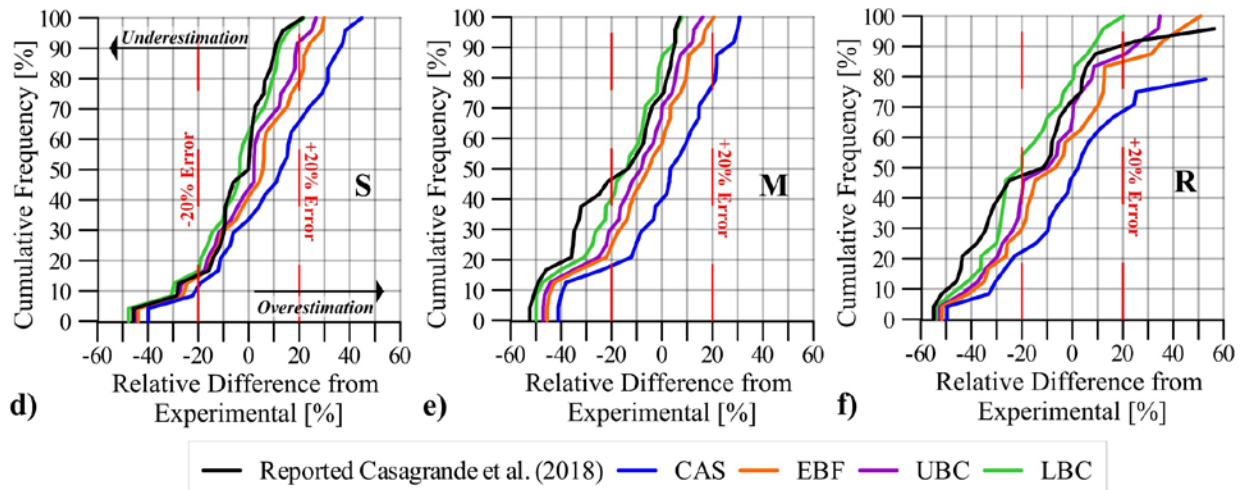 Cumulative Frequency [%]
100
90
80
70
60
50
40
30
20
10
0
Underestimation
-20% Error
+20% Error
S
Overestimation
-60 -40 -20 0 20 40 60
Relative Difference from
Experimental [%]
d)
Cumulative Frequency [%]
100
90
80
70
60
50
40
30
20
10
0
+20% Error
M
-60 -40 -20 0 20 40 60
Relative Difference from
Experimental [%]
e)
Cumulative Frequency [%]
100
90
80
70
60
50
40
30
20
10
0
+20% Error
R
-60 -40 -20 0 20 40 60
Relative Difference from
Experimental [%]
f)
Reported Casagrande et al. (2018) CAS EBF UBC LBC